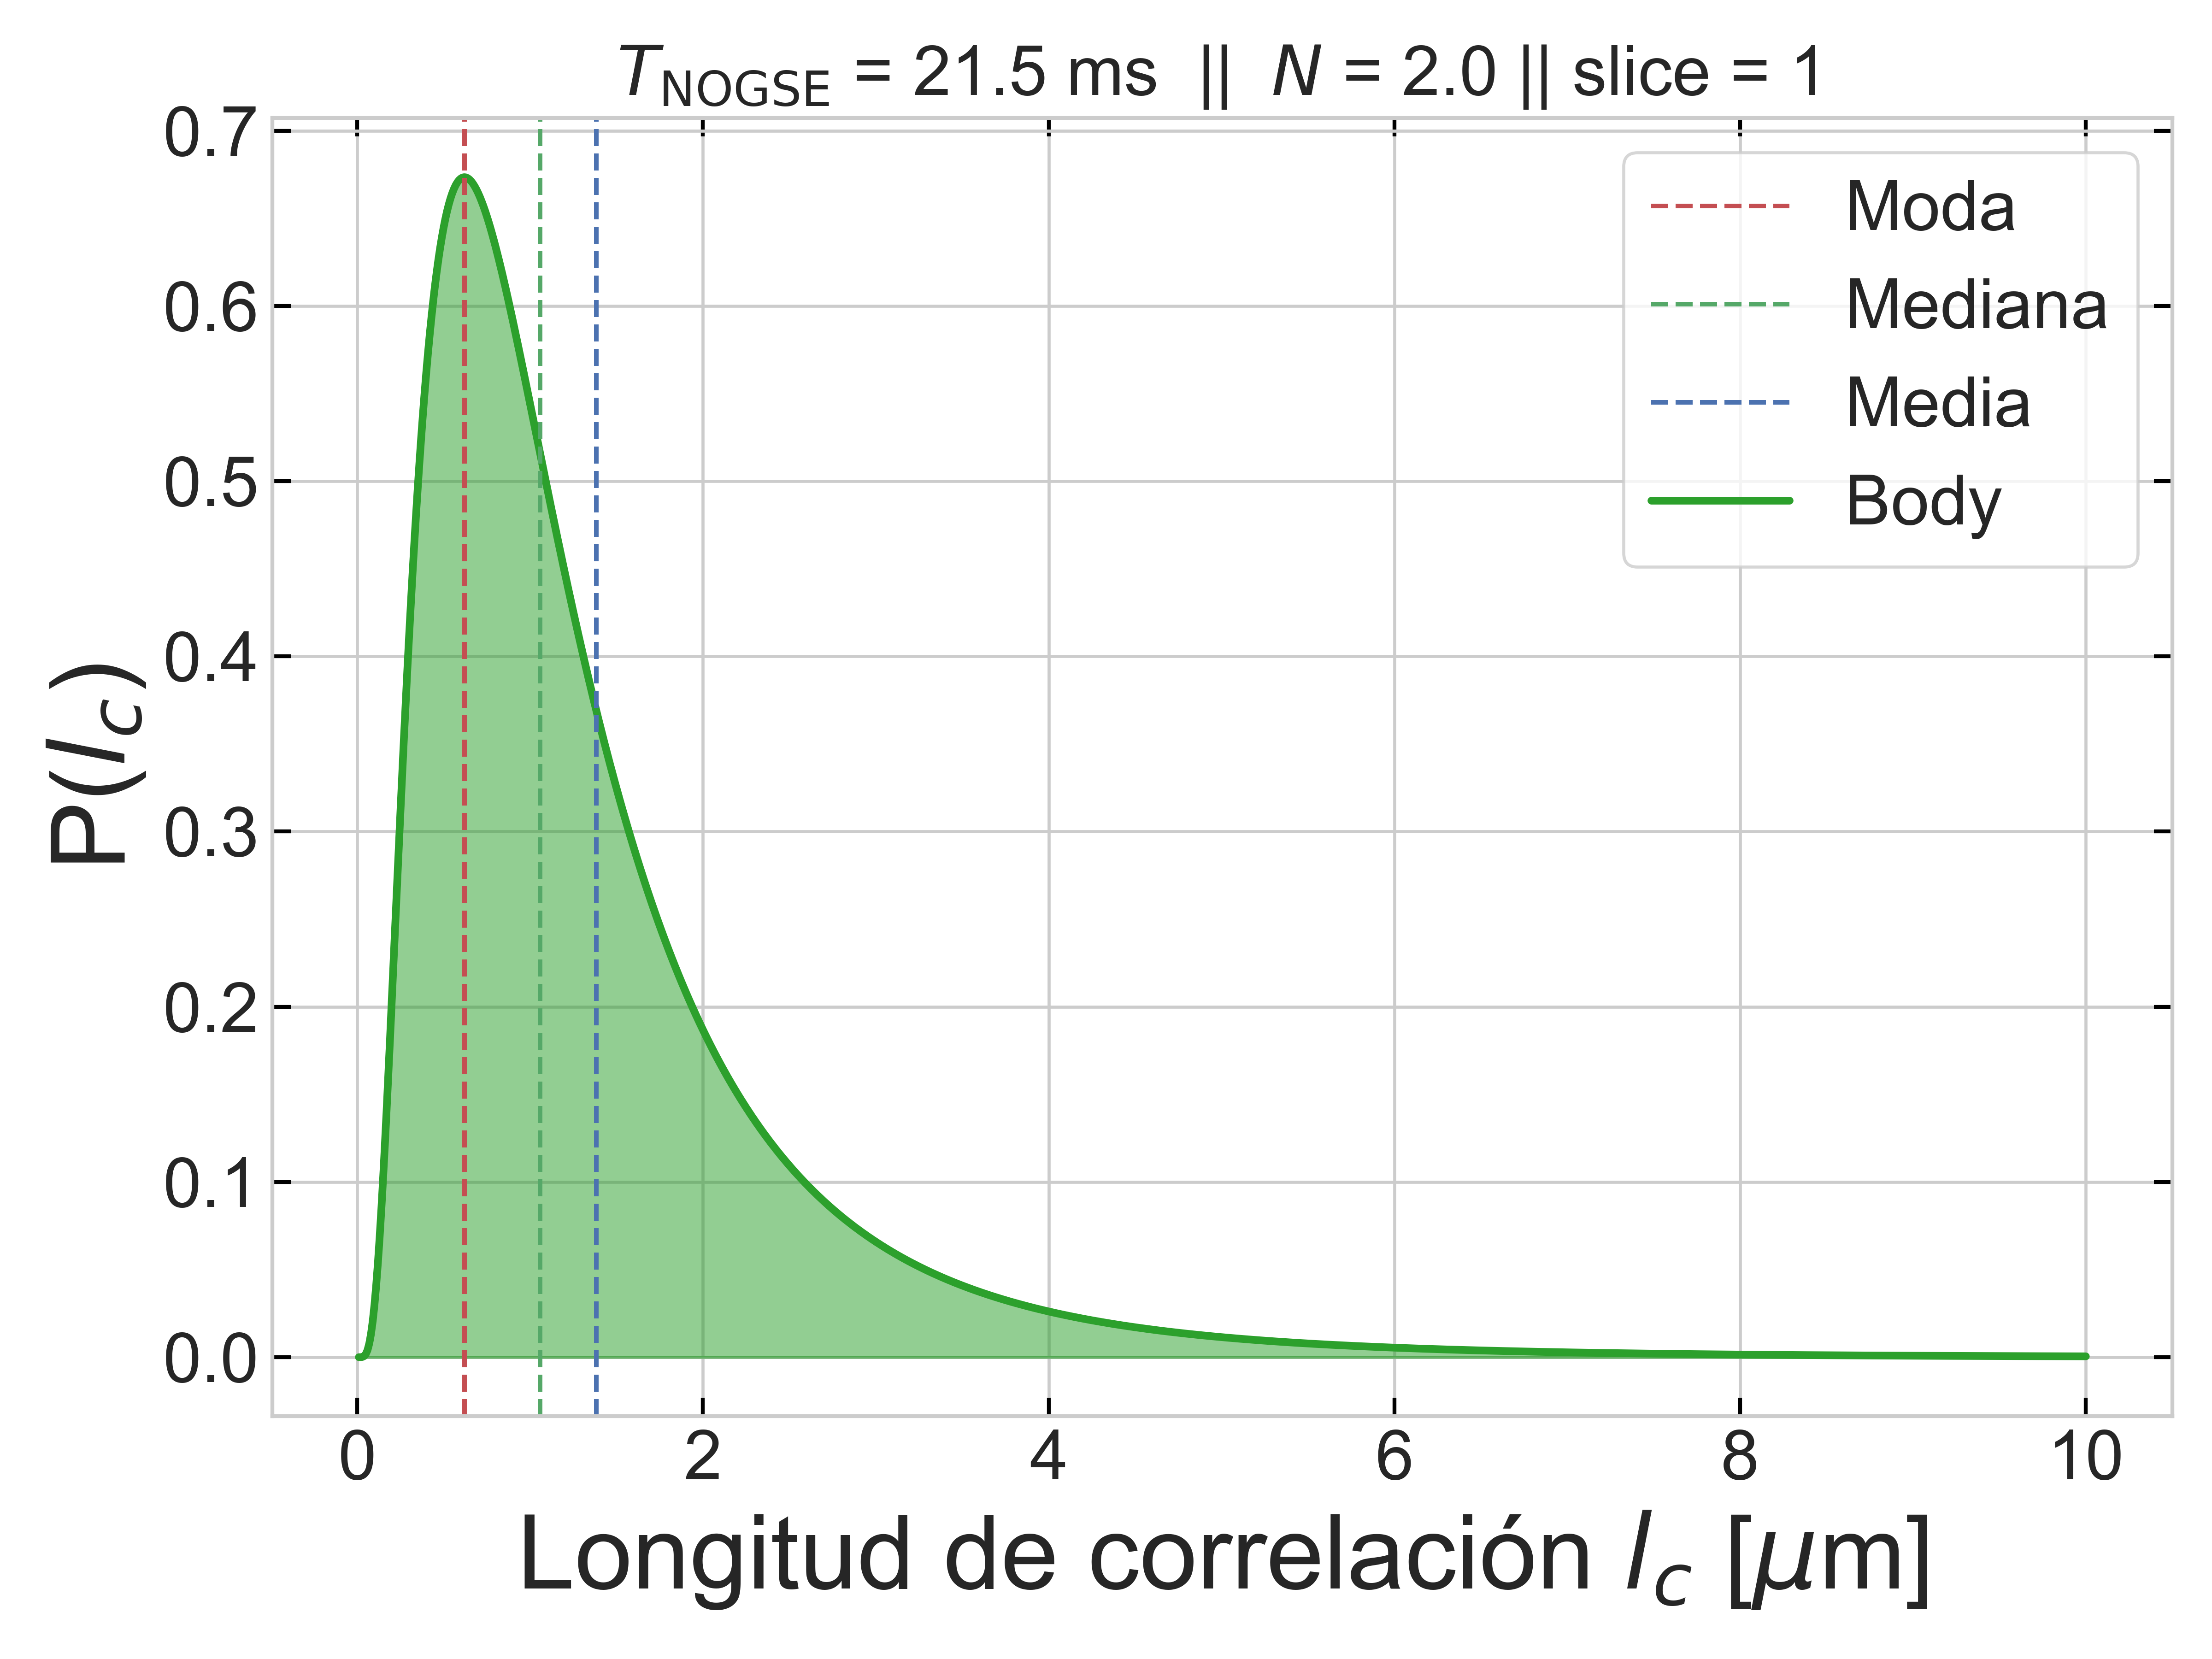 T_NOGSE = 21.5 ms || N = 2.0 || slice = 1
0.7
0.6
0.5
0.4
0.3
0.2
0.1
0.0
P(l_c)
Moda
Mediana
Media
Body
0 2 4 6 8 10
Longitud de correlación l_c [μm]